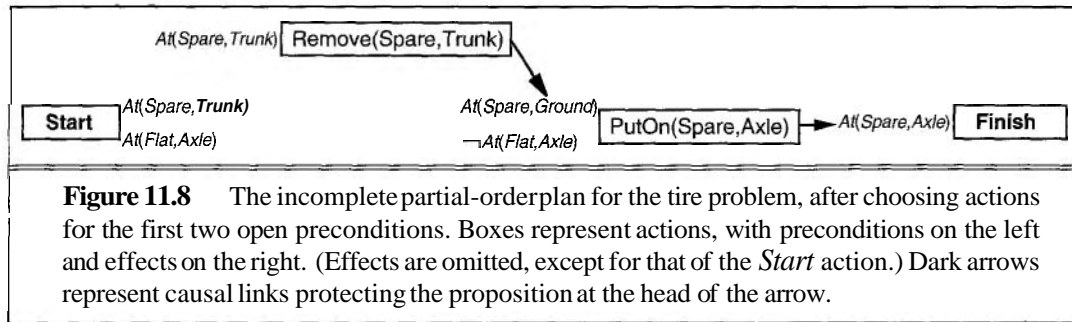 At(Spare,Trunk) Remove(Spare,Trunk)
Start At(Spare,Trunk) At(Flat,Axle)
At(Spare,Ground) ¬At(Flat,Axle) PutOn(Spare,Axle) At(Spare,Axle) Finish
Figure 11.8 The incomplete partial-order plan for the tire problem, after choosing actions
for the first two open preconditions. Boxes represent actions, with preconditions on the left
and effects on the right. (Effects are omitted, except for that of the Start action.) Dark arrows
represent causal links protecting the proposition at the head of the arrow.